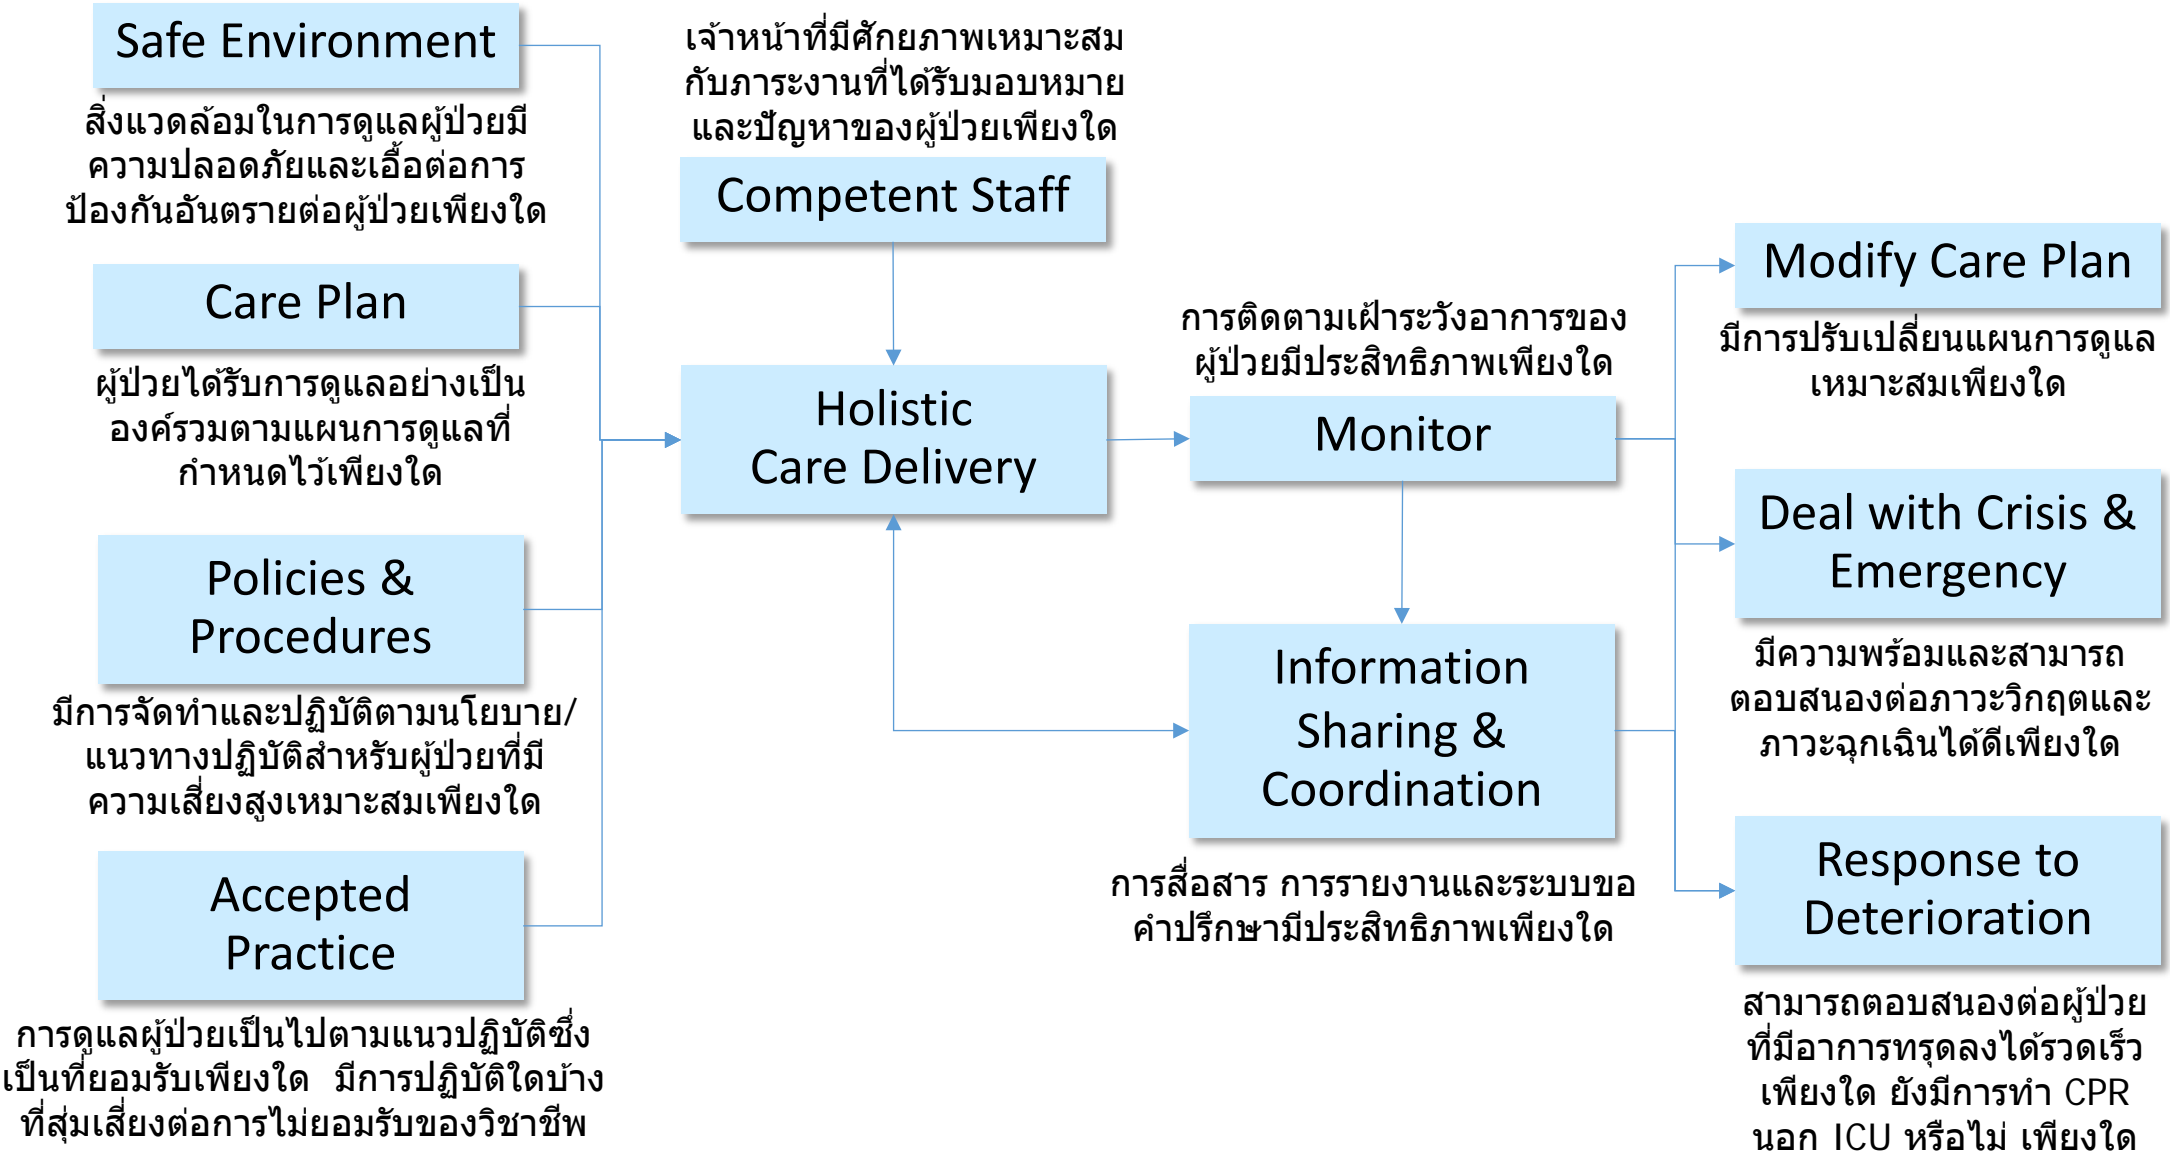 Safe Environment
สิ่งแวดล้อมในการดูแลผู้ป่วยมี
ความปลอดภัยและเอื้อต่อการ
ป้องกันอันตรายต่อผู้ป่วยเพียงใด
Care Plan
ผู้ป่วยได้รับการดูแลอย่างเป็น
องค์รวมตามแผนการดูแลที่
กำหนดไว้เพียงใด
Policies &
Procedures
มีการจัดทำและปฏิบัติตามนโยบาย/
แนวทางปฏิบัติสำหรับผู้ป่วยที่มี
ความเสี่ยงสูงเหมาะสมเพียงใด
Accepted
Practice
การดูแลผู้ป่วยเป็นไปตามแนวปฏิบัติซึ่ง
เป็นที่ยอมรับเพียงใด มีการปฏิบัติใดบ้าง
ที่สุ่มเสี่ยงต่อการไม่ยอมรับของวิชาชีพ
เจ้าหน้าที่มีศักยภาพเหมาะสม
กับภาระงานที่ได้รับมอบหมาย
และปัญหาของผู้ป่วยเพียงใด
Competent Staff
Holistic
Care Delivery
การติดตามเฝ้าระวังอาการของ
ผู้ป่วยมีประสิทธิภาพเพียงใด
Monitor
Information
Sharing &
Coordination
การสื่อสาร การรายงานและระบบขอ
คำปรึกษามีประสิทธิภาพเพียงใด
Modify Care Plan
มีการปรับเปลี่ยนแผนการดูแล
เหมาะสมเพียงใด
Deal with Crisis &
Emergency
มีความพร้อมและสามารถ
ตอบสนองต่อภาวะวิกฤตและ
ภาวะฉุกเฉินได้ดีเพียงใด
Response to
Deterioration
สามารถตอบสนองต่อผู้ป่วย
ที่มีอาการทรุดลงได้รวดเร็ว
เพียงใด ยังมีการทำ CPR
นอก ICU หรือไม่ เพียงใด